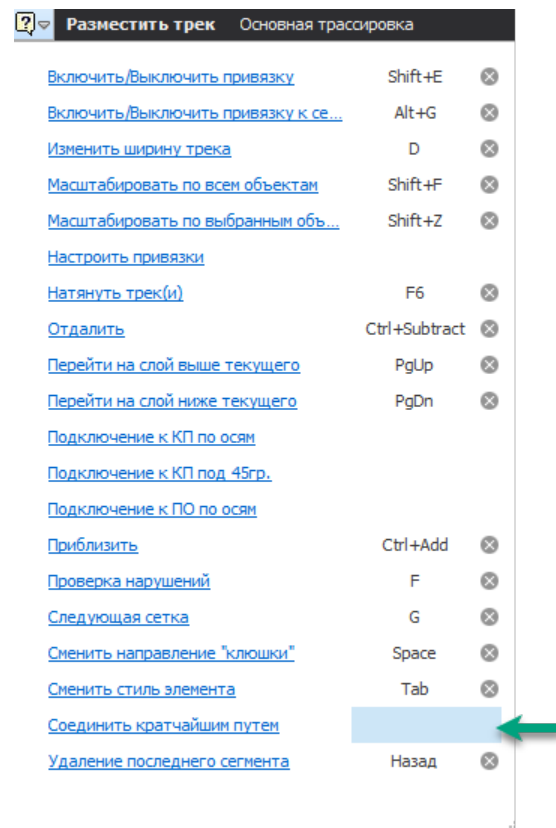 ? Разместить трек Основная трассировка
Включить/Выключить привязку Shift+E
Включить/Выключить привязку к се... Alt+G
Изменить ширину трека D
Масштабировать по всем объектам Shift+F
Масштабировать по выбранным объ... Shift+Z
Настроить привязки
Натянуть трек(и) F6
Отдалить Ctrl+Subtract
Перейти на слой выше текущего PgUp
Перейти на слой ниже текущего PgDn
Подключение к КП по осям
Подключение к КП под 45гр.
Подключение к ПО по осям
Приблизить Ctrl+Add
Проверка нарушений F
Следующая сетка G
Сменить направление "клюшки" Space
Сменить стиль элемента Tab
Соединить кратчайшим путем
Удаление последнего сегмента Назад